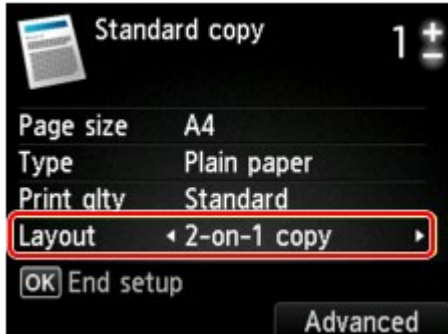 Standard copy
1
Page size A4
Type Plain paper
Print qlty Standard
Layout 2-on-1 copy
OK End setup
Advanced